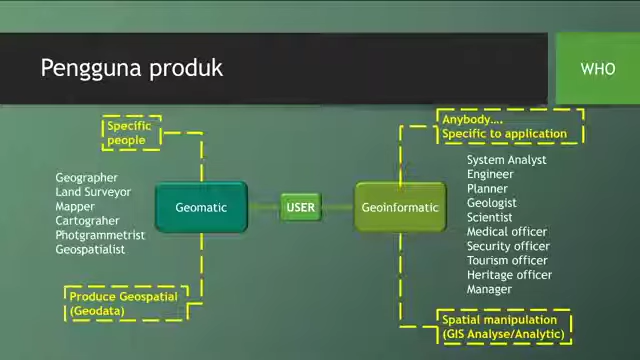 Pengguna produk
WHO
Specific
people
Geographer
Land Surveyor
Mapper
Cartograher
Photgrammetrist
Geospatialist
Geomatic
Produce Geospatial
(Geodata)
USER
Anybody....
Specific to application
Geoinformatic
System Analyst
Engineer
Planner
Geologist
Scientist
Medical officer
Security officer
Tourism officer
Heritage officer
Manager
Spatial manipulation
(GIS Analyse/Analytic)